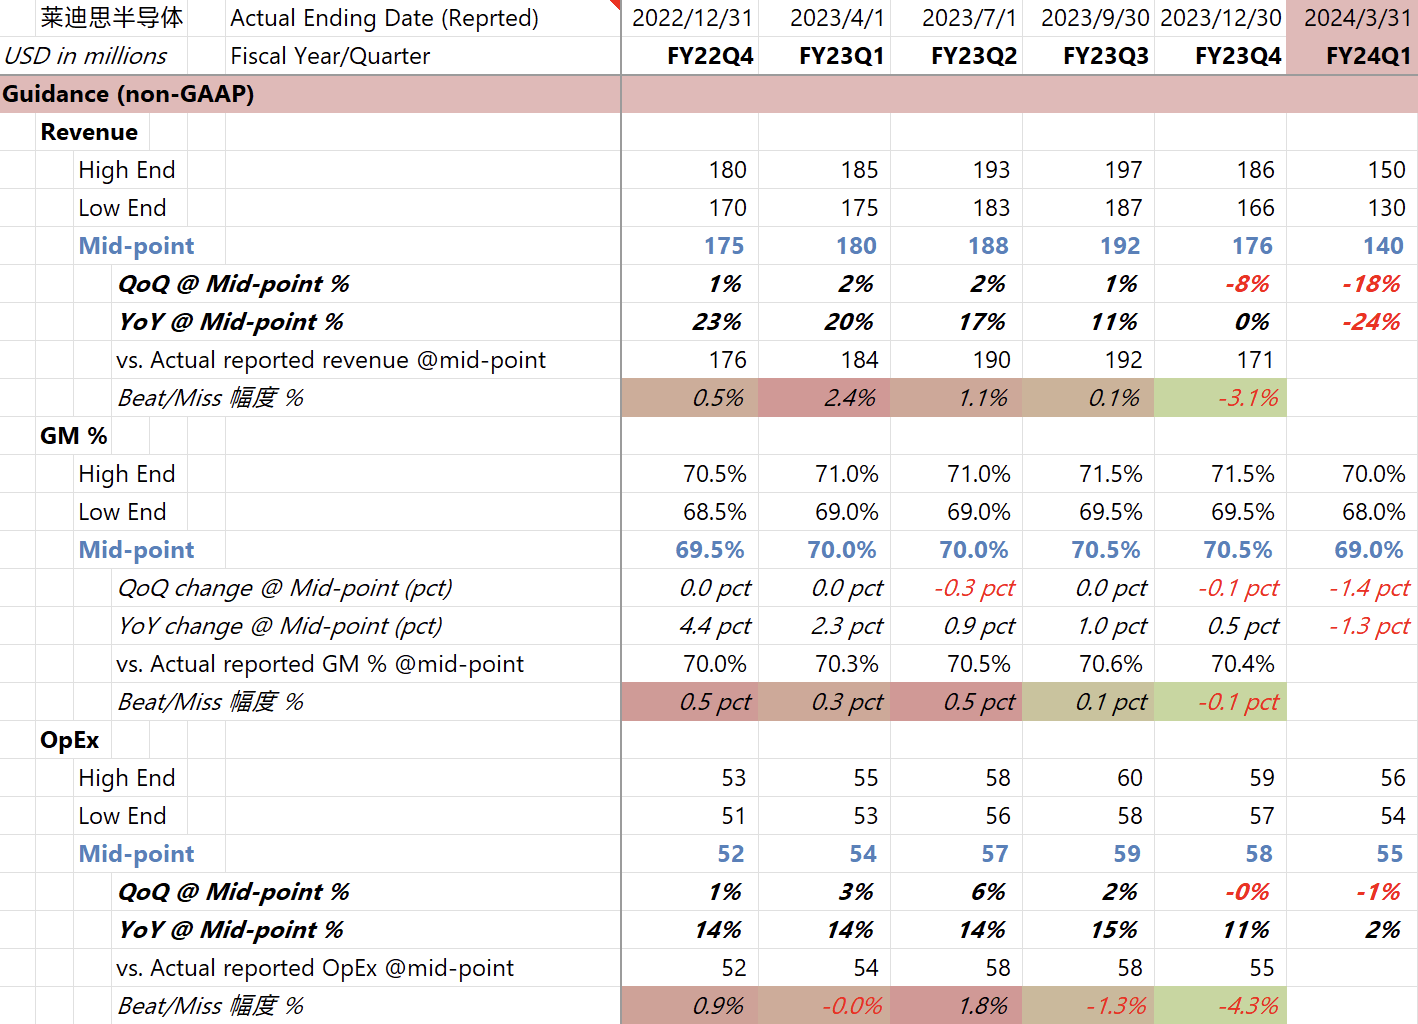 莱迪思半导体 Actual Ending Date (Reprted) 2022/12/31 2023/4/1 2023/7/1 2023/9/30 2023/12/30 2024/3/31
USD in millions Fiscal Year/Quarter FY22Q4 FY23Q1 FY23Q2 FY23Q3 FY23Q4 FY24Q1
Guidance (non-GAAP)
Revenue
High End 180 185 193 197 186 150
Low End 170 175 183 187 166 130
Mid-point 175 180 188 192 176 140
QoQ @ Mid-point % 1% 2% 2% 1% -8% -18%
YoY @ Mid-point % 23% 20% 17% 11% 0% -24%
vs. Actual reported revenue @mid-point 176 184 190 192 171
Beat/Miss 幅度 % 0.5% 2.4% 1.1% 0.1% -3.1%
GM %
High End 70.5% 71.0% 71.0% 71.5% 71.5% 70.0%
Low End 68.5% 69.0% 69.0% 69.5% 69.5% 68.0%
Mid-point 69.5% 70.0% 70.0% 70.5% 70.5% 69.0%
QoQ change @ Mid-point (pct) 0.0 pct 0.0 pct -0.3 pct 0.0 pct -0.1 pct -1.4 pct
YoY change @ Mid-point (pct) 4.4 pct 2.3 pct 0.9 pct 1.0 pct 0.5 pct -1.3 pct
vs. Actual reported GM % @mid-point 70.0% 70.3% 70.5% 70.6% 70.4%
Beat/Miss 幅度 % 0.5 pct 0.3 pct 0.5 pct 0.1 pct -0.1 pct
OpEx
High End 53 55 58 60 59 56
Low End 51 53 56 58 57 54
Mid-point 52 54 57 59 58 55
QoQ @ Mid-point % 1% 3% 6% 2% -0% -1%
YoY @ Mid-point % 14% 14% 14% 15% 11% 2%
vs. Actual reported OpEx @mid-point 52 54 58 58 55
Beat/Miss 幅度 % 0.9% -0.0% 1.8% -1.3% -4.3%